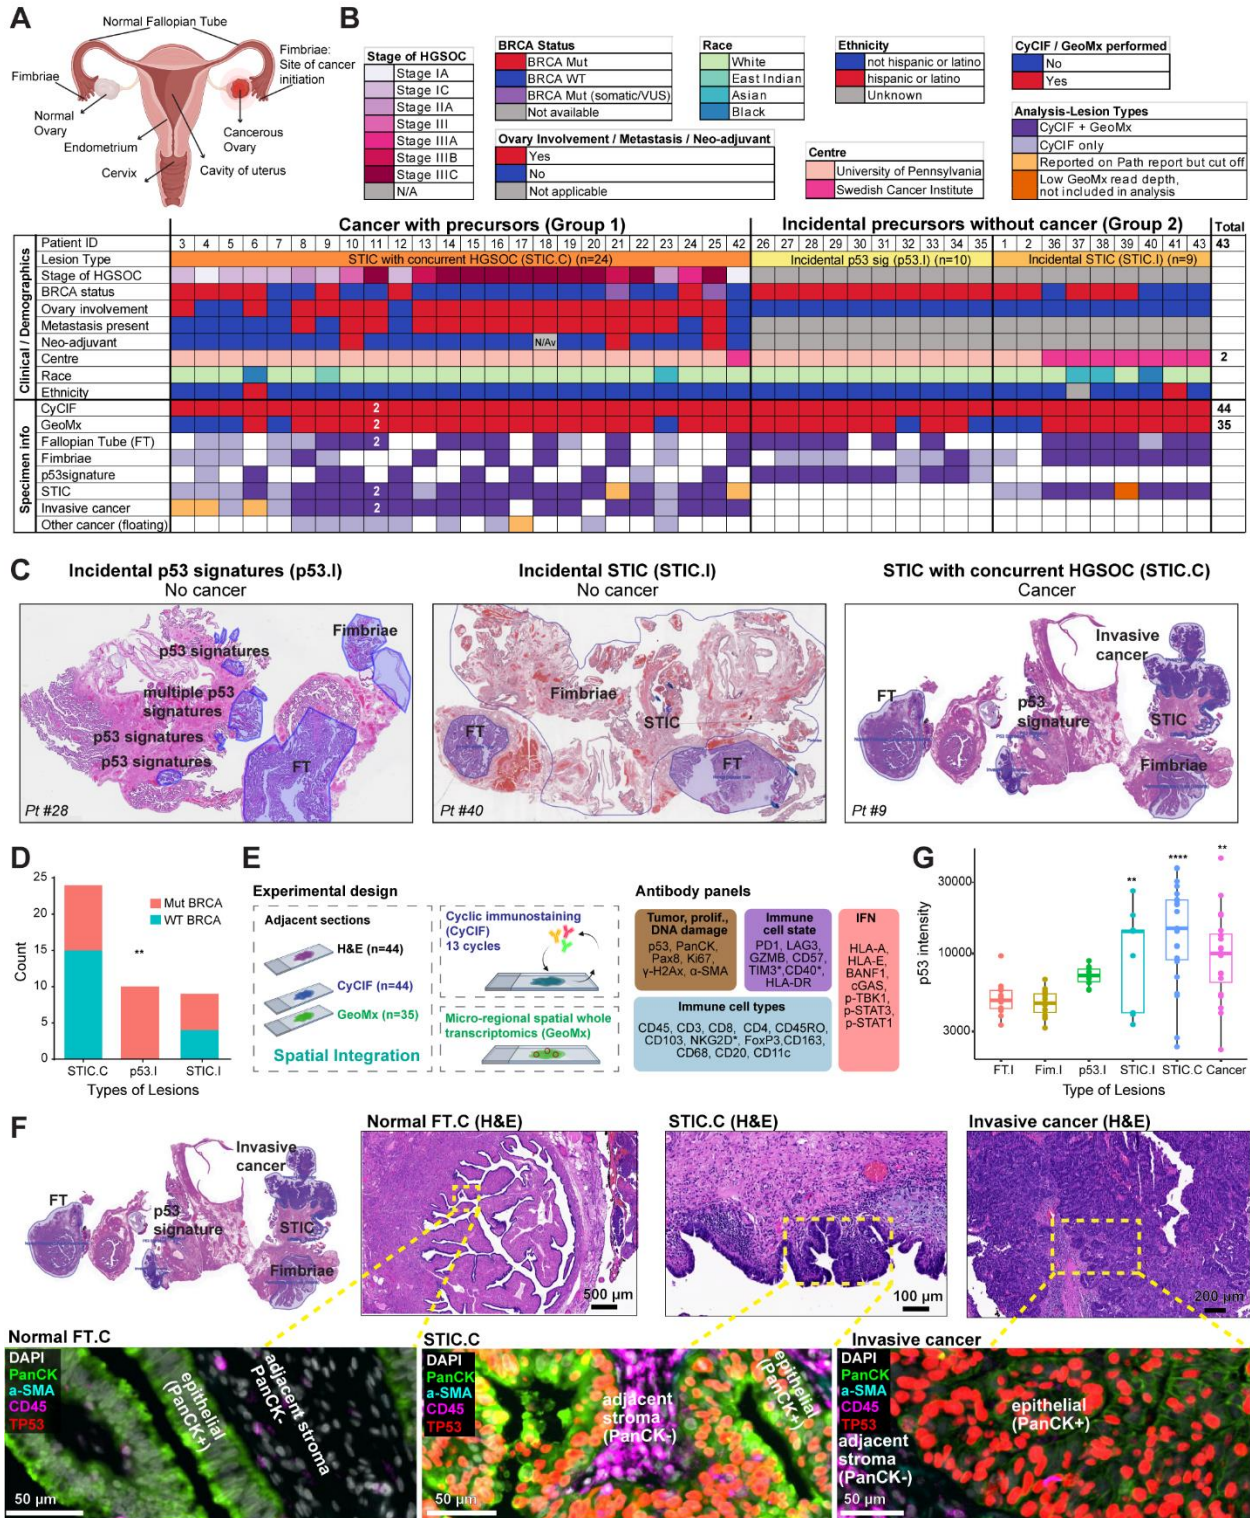 A
Normal Fallopian Tube
Fimbriae
Fimbriae:
Site of cancer
initiation
Normal
Ovary
Endometrium
Cervix
Cavity of uterus
Cancerous
Ovary
B
Stage of HGSOC
Stage IA
Stage IC
Stage IIA
Stage III
Stage IIIA
Stage IIIB
Stage IIIC
N/A
BRCA Status
BRCA Mut
BRCA WT
BRCA Mut (somatic/VUS)
Not available
Ovary Involvement / Metastasis / Neo-adjuvant
Yes
No
Not applicable
Race
White
East Indian
Asian
Black
Ethnicity
not hispanic or latino
hispanic or latino
Unknown
Centre
University of Pennsylvania
Swedish Cancer Institute
CyCIF / GeoMx performed
No
Yes
Analysis-Lesion Types
CyCIF + GeoMx
CyCIF only
Reported on Path report but cut off
Low GeoMx read depth,
not included in analysis
Cancer with precursors (Group 1)
Incidental precursors without cancer (Group 2)
Total
Clinical / Demographics
Patient ID 3 4 5 6 7 8 9 10 11 12 13 14 15 16 17 18 19 20 21 22 23 24 25 42 26 27 28 29 30 31 32 33 34 35 1 2 36 37 38 39 40 41 43 43
Lesion Type STIC with concurrent HGSOC (STIC.C) (n=24) Incidental p53 sig (p53.I) (n=10) Incidental STIC (STIC.I) (n=9)
Stage of HGSOC
BRCA status
Ovary involvement
Metastasis present
Neo-adjuvant N/Av
Centre 2
Race
Ethnicity
Specimen Info
CyCIF 2 44
GeoMx 2 35
Fallopian Tube (FT) 2
Fimbriae
p53signature
STIC 2
Invasive cancer 2
Other cancer (floating)
C
Incidental p53 signatures (p53.I)
No cancer
p53 signatures
multiple p53
signatures
p53 signatures
p53 signatures
Fimbriae
FT
Pt #28
Incidental STIC (STIC.I)
No cancer
Fimbriae
STIC
FT
FT
Pt #40
STIC with concurrent HGSOC (STIC.C)
Cancer
Invasive
cancer
FT
p53
signature
STIC
Fimbriae
Pt #9
D
Count
25
20
15
10
5
0
Mut BRCA
WT BRCA
**
STIC.C p53.I STIC.I
Types of Lesions
E
Experimental design
Adjacent sections
H&E (n=44)
CyCIF (n=44)
GeoMx (n=35)
Spatial Integration
Cyclic immunostaining
(CyCIF)
13 cycles
Micro-regional spatial whole
transcriptomics (GeoMx)
Antibody panels
Tumor, prolif.,
DNA damage
p53, PanCK,
Pax8, Ki67,
γ-H2Ax, α-SMA
Immune
cell state
PD1, LAG3,
GZMB, CD57,
TIM3*,CD40*,
HLA-DR
IFN
HLA-A,
HLA-E,
BANF1,
cGAS,
p-TBK1,
p-STAT3,
p-STAT1
Immune cell types
CD45, CD3, CD8, CD4, CD45RO,
CD103, NKG2D*, FoxP3,CD163,
CD68, CD20, CD11c
G
p53 intensity
30000
10000
3000
**
****
**
FT.I Fim.I p53.I STIC.I STIC.C Cancer
Type of Lesions
F
Invasive
cancer
FT
p53
signature
STIC
Fimbriae
Normal FT.C (H&E)
500 µm
STIC.C (H&E)
100 µm
Invasive cancer (H&E)
200 µm
Normal FT.C
DAPI
PanCK
a-SMA
CD45
TP53
epithelial
(PanCK+)
adjacent stroma
PanCK-
50 µm
STIC.C
DAPI
PanCK
a-SMA
CD45
TP53
adjacent
stroma
(PanCK-)
epithelial
(PanCK+)
50 µm
Invasive cancer
DAPI
PanCK
a-SMA
CD45
TP53
epithelial
(PanCK+)
adjacent
stroma
(PanCK-)
50 µm